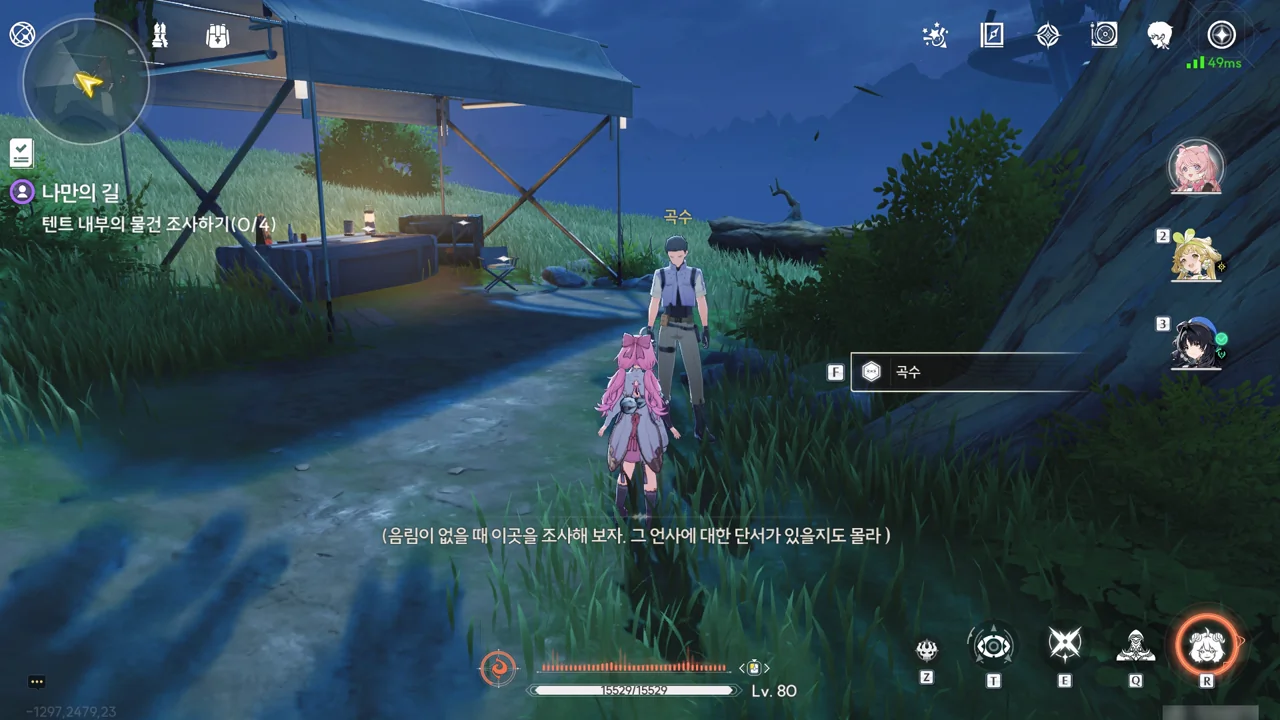 49ms
나만의 길
텐트 내부의 물건 조사하기(0/4)
곡수
2
3
F
곡수
(음림이 없을 때 이곳을 조사해 보자. 그 언사에 대한 단서가 있을지도 몰라 )
Z
T
E
Q
R
15529/15529
Lv. 80
-1297,2479,23